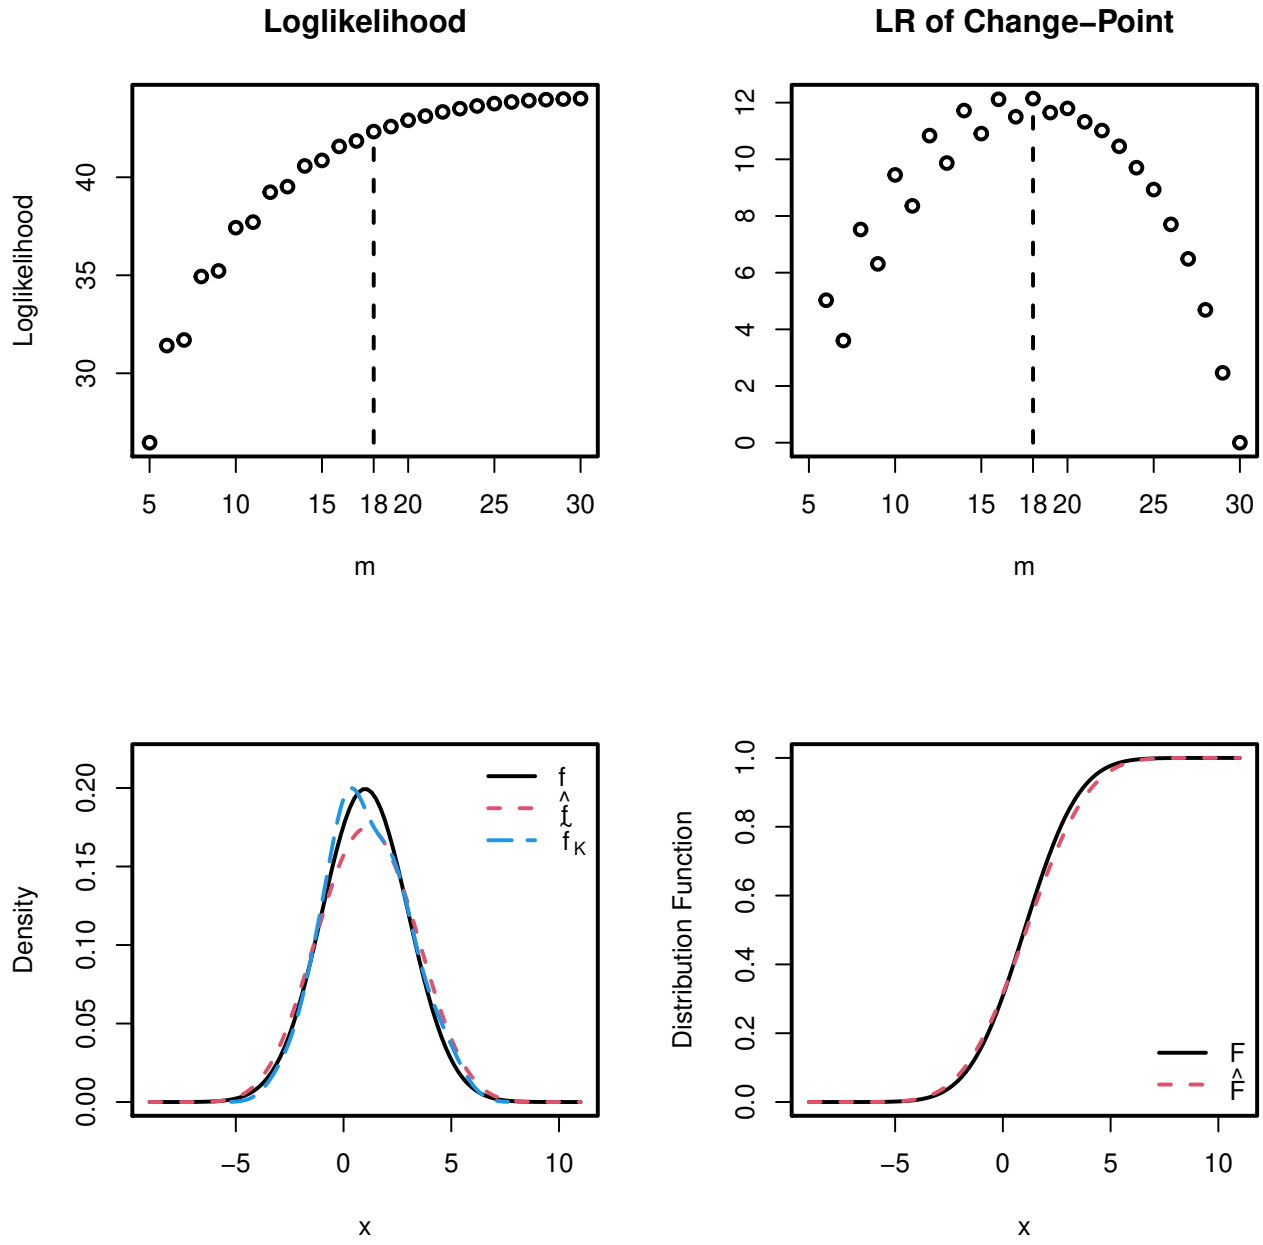 Loglikelihood
Loglikelihood
40
35
30
5 10 15 18 20 25 30
m
LR of Change−Point
12
10
8
6
4
2
0
5 10 15 18 20 25 30
m
Density
0.20
0.15
0.10
0.05
0.00
f
f̂
f̃K
−5 0 5 10
x
Distribution Function
1.0
0.8
0.6
0.4
0.2
0.0
F
F̂
−5 0 5 10
x